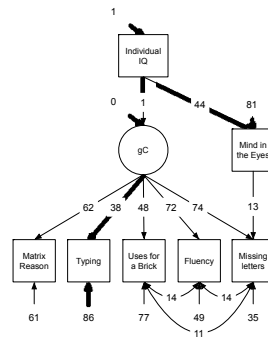 1
Individual
IQ
0
1
44
81
gC
Mind in
the Eyes
62
38
48
72
74
13
Matrix
Reason
Typing
Uses for
a Brick
Fluency
Missing
letters
14
14
61
86
77
49
11
35